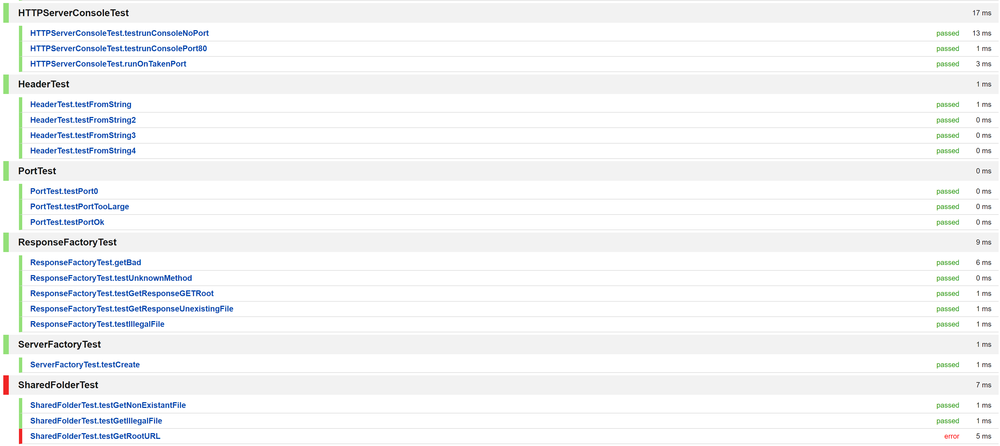 HTTPServerConsoleTest 17 ms
HTTPServerConsoleTest.testrunConsoleNoPort passed 13 ms
HTTPServerConsoleTest.testrunConsolePort80 passed 1 ms
HTTPServerConsoleTest.runOnTakenPort passed 3 ms
HeaderTest 1 ms
HeaderTest.testFromString passed 1 ms
HeaderTest.testFromString2 passed 0 ms
HeaderTest.testFromString3 passed 0 ms
HeaderTest.testFromString4 passed 0 ms
PortTest 0 ms
PortTest.testPort0 passed 0 ms
PortTest.testPortTooLarge passed 0 ms
PortTest.testPortOk passed 0 ms
ResponseFactoryTest 9 ms
ResponseFactoryTest.getBad passed 6 ms
ResponseFactoryTest.testUnknownMethod passed 0 ms
ResponseFactoryTest.testGetResponseGETRoot passed 1 ms
ResponseFactoryTest.testGetResponseUnexistingFile passed 1 ms
ResponseFactoryTest.testIllegalFile passed 1 ms
ServerFactoryTest 1 ms
ServerFactoryTest.testCreate passed 1 ms
SharedFolderTest 7 ms
SharedFolderTest.testGetNonExistantFile passed 1 ms
SharedFolderTest.testGetIllegalFile passed 1 ms
SharedFolderTest.testGetRootURL error 5 ms